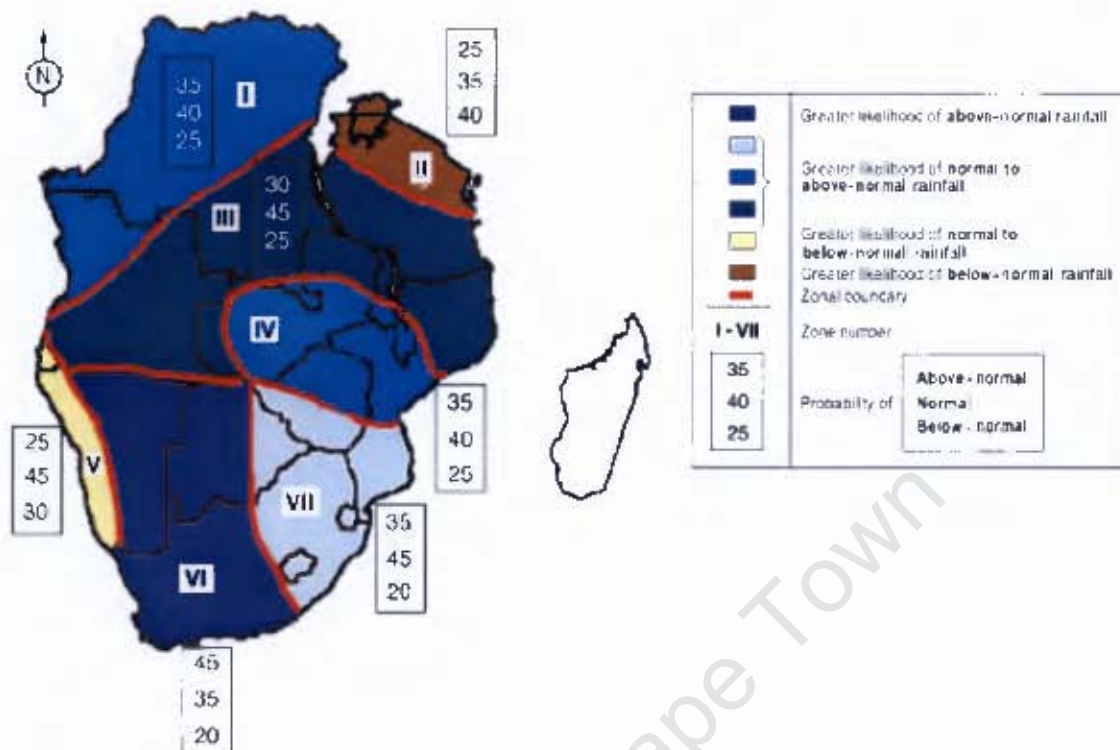 N
35
40
25
I
25
35
40
II
30
45
25
III
IV
35
40
25
25
45
30
V
VII
35
45
20
VI
45
35
20
Greater likelihood of above-normal rainfall
Greater likelihood of normal to
above-normal rainfall
Greater likelihood of normal to
below-normal rainfall
Greater likelihood of below-normal rainfall
Zonal boundary
I - VII Zone number
35
40
25
Probability of
Above - normal
Normal
Below - normal
ape Town